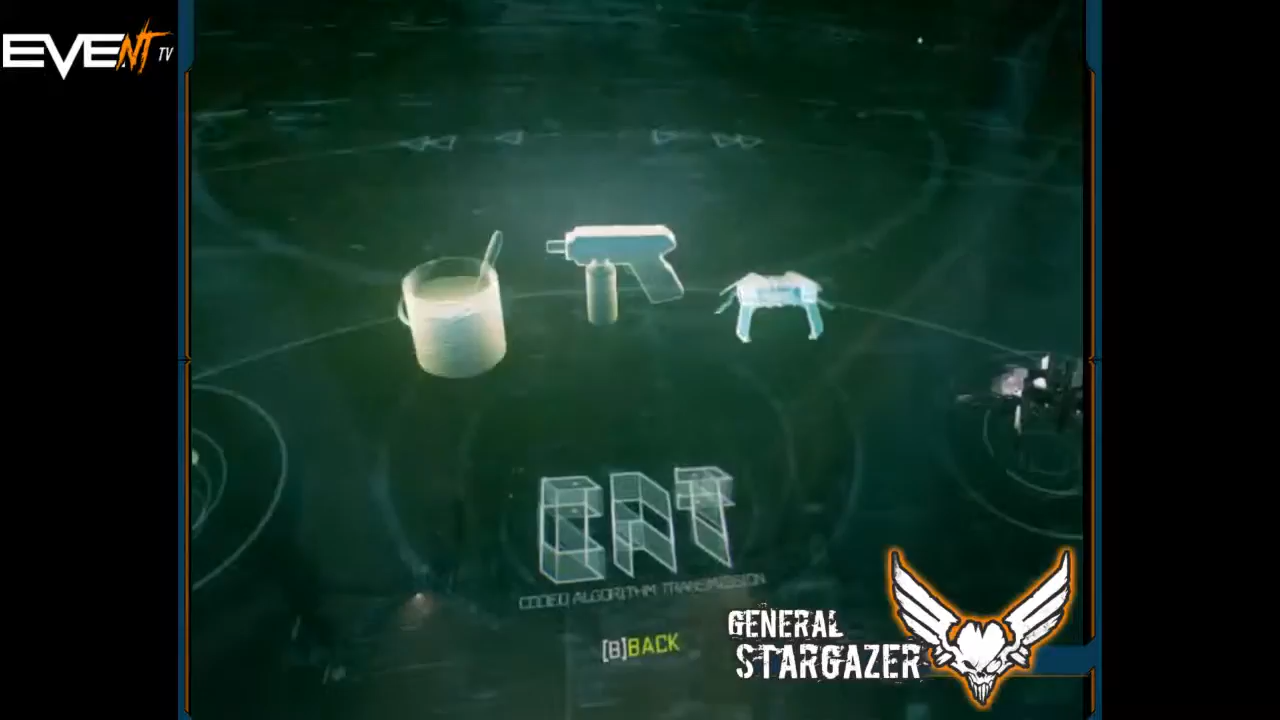 EVENT TV
CAT
CODED ALGORITHM TRANSMISSION
[B]BACK
GENERAL
STARGAZER